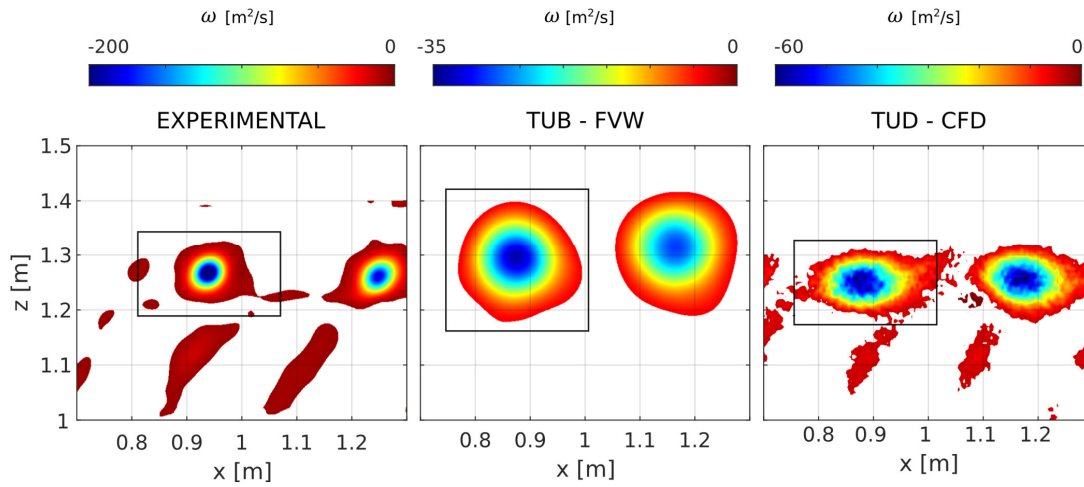 ω [m²/s] ω [m²/s] ω [m²/s]
-200 0 -35 0 -60 0
EXPERIMENTAL TUB - FVW TUD - CFD
1.5
1.4
1.3
1.2
1.1
1
z [m]
0.8 0.9 1 1.1 1.2 0.8 0.9 1 1.1 1.2 0.8 0.9 1 1.1 1.2
x [m] x [m] x [m]